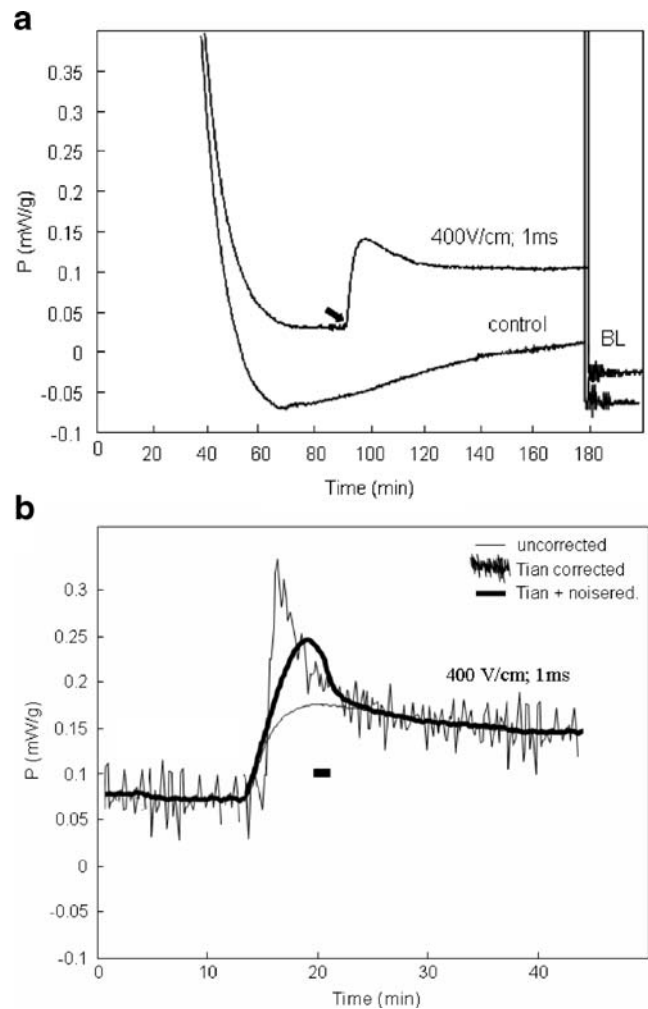 a
0.35
0.3
0.25
0.2
0.15
0.1
0.05
0
-0.05
-0.1
P (mW/g)
400V/cm; 1ms
control
BL
0 20 40 60 80 100 120 140 160 180
Time (min)
b
uncorrected
Tian corrected
Tian + noisered.
0.3
0.25
0.2
0.15
0.1
0.05
0
-0.05
-0.1
P (mW/g)
400 V/cm; 1ms
0 10 20 30 40
Time (min)